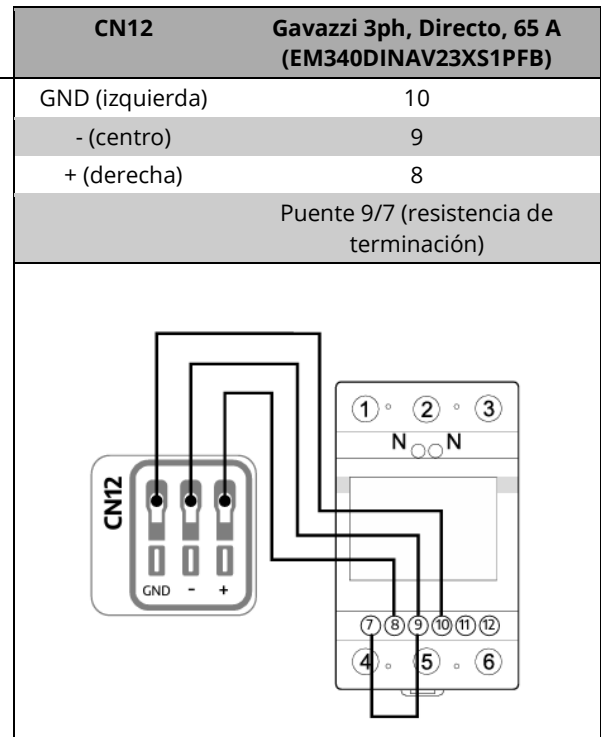 CN12
Gavazzi 3ph, Directo, 65 A
(EM340DINAV23XS1PFB)
GND (izquierda)
10
- (centro)
9
+ (derecha)
8
Puente 9/7 (resistencia de
terminación)
CN12
GND - +
1 2 3
N N
7 8 9 10 11 12
4 5 6